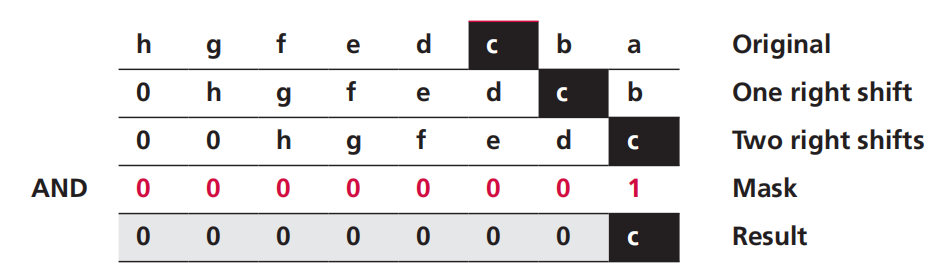 h g f e d c b a Original
0 h g f e d c b One right shift
0 0 h g f e d c Two right shifts
AND 0 0 0 0 0 0 0 1 Mask
0 0 0 0 0 0 0 c Result